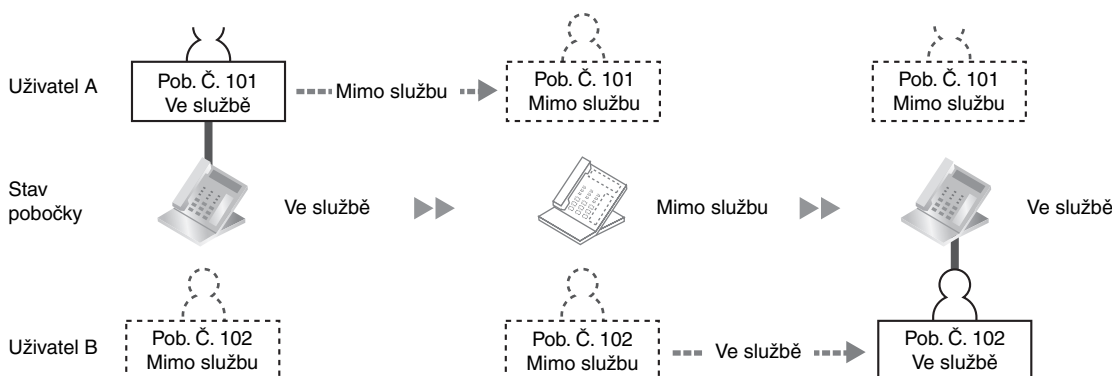 Uživatel A
Pob. Č. 101
Ve službě
Mimo službu
Pob. Č. 101
Mimo službu
Pob. Č. 101
Mimo službu
Stav
pobočky
Ve službě
Mimo službu
Ve službě
Uživatel B
Pob. Č. 102
Mimo službu
Pob. Č. 102
Mimo službu
Ve službě
Pob. Č. 102
Ve službě